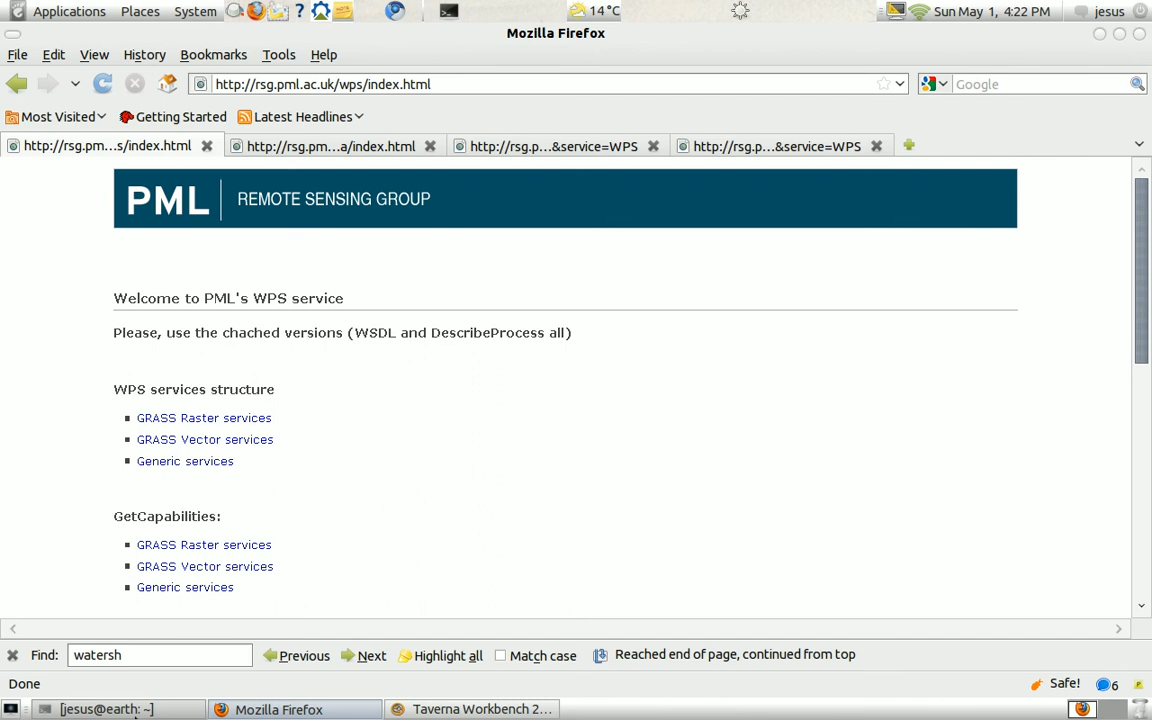 Applications Places System ? 14 °C Sun May 1, 4:22 PM jesus
Mozilla Firefox
File Edit View History Bookmarks Tools Help
http://rsg.pml.ac.uk/wps/index.html Google
Most Visited Getting Started Latest Headlines
http://rsg.pm...s/index.html http://rsg.pm...a/index.html http://rsg.p...&service=WPS http://rsg.p...&service=WPS
PML REMOTE SENSING GROUP
Welcome to PML's WPS service
Please, use the chached versions (WSDL and DescribeProcess all)
WPS services structure
GRASS Raster services
GRASS Vector services
Generic services
GetCapabilities:
GRASS Raster services
GRASS Vector services
Generic services
Find: watersh Previous Next Highlight all Match case Reached end of page, continued from top
Done Safe! 6
[jesus@earth: ~] Mozilla Firefox Taverna Workbench 2...